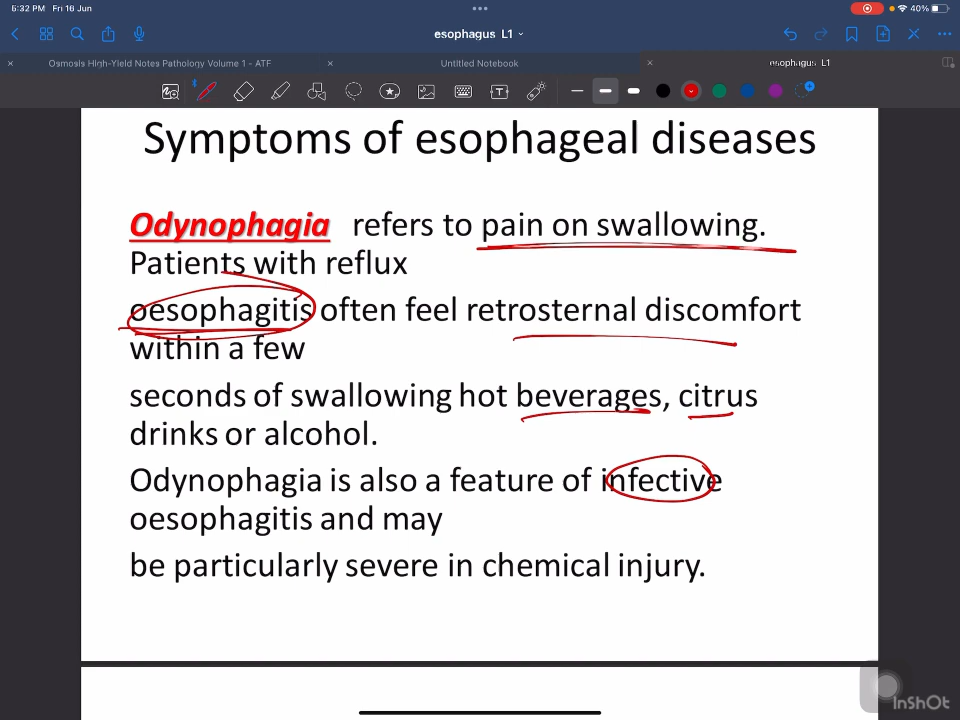 5:32 PM Fri 16 Jun
40%
esophagus L1
Osmosis High-Yield Notes Pathology Volume 1 - ATF
Untitled Notebook
esophagus L1
Symptoms of esophageal diseases
Odynophagia refers to pain on swallowing.
Patients with reflux
oesophagitis often feel retrosternal discomfort
within a few
seconds of swallowing hot beverages, citrus
drinks or alcohol.
Odynophagia is also a feature of infective
oesophagitis and may
be particularly severe in chemical injury.
InShOt